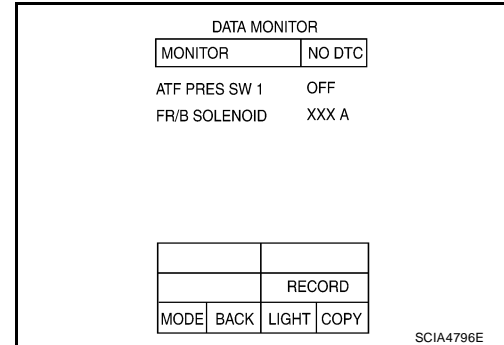 DATA MONITOR
MONITOR NO DTC
ATF PRES SW 1 OFF
FR/B SOLENOID XXX A
RECORD
MODE BACK LIGHT COPY
SCIA4796E